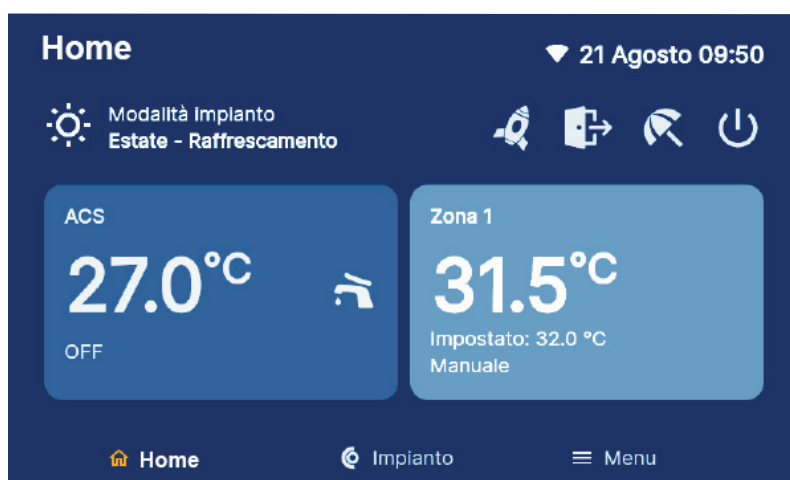 Home
21 Agosto 09:50
Modalità Impianto
Estate - Raffrescamento
ACS
27.0°C
OFF
Zona 1
31.5°C
Impostato: 32.0 °C
Manuale
Home
Impianto
Menu